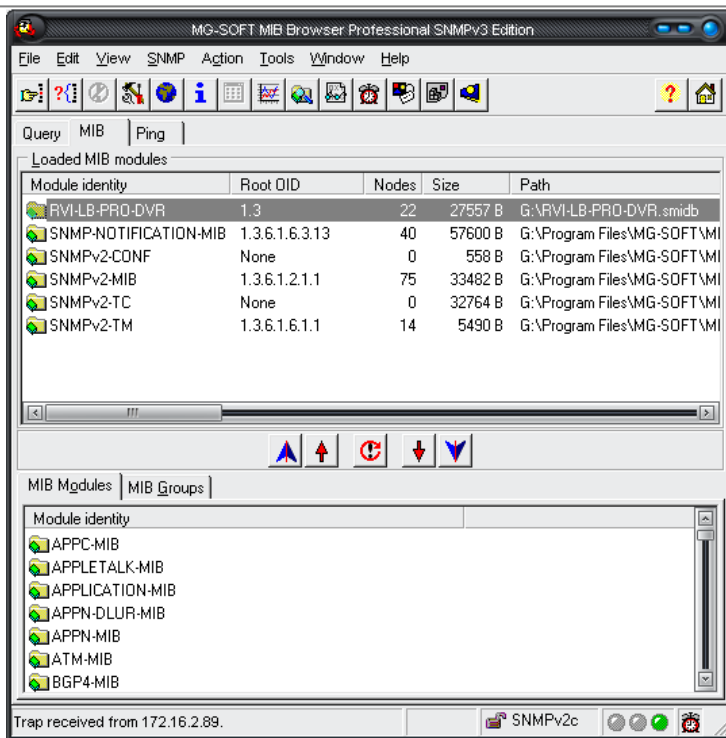 MG-SOFT MIB Browser Professional SNMPv3 Edition
File Edit View SNMP Action Tools Window Help
Query MIB Ping
Loaded MIB modules
Module identity Root OID Nodes Size Path
RVI-LB-PRO-DVR 1.3 22 27557 B G:\RVI-LB-PRO-DVR.smidb
SNMP-NOTIFICATION-MIB 1.3.6.1.6.3.13 40 57600 B G:\Program Files\MG-SOFT\MI
SNMPv2-CONF None 0 558 B G:\Program Files\MG-SOFT\MI
SNMPv2-MIB 1.3.6.1.2.1.1 75 33482 B G:\Program Files\MG-SOFT\MI
SNMPv2-TC None 0 32764 B G:\Program Files\MG-SOFT\MI
SNMPv2-TM 1.3.6.1.6.1.1 14 5490 B G:\Program Files\MG-SOFT\MI
MIB Modules MIB Groups
Module identity
APPC-MIB
APPLETALK-MIB
APPLICATION-MIB
APPN-DLUR-MIB
APPN-MIB
ATM-MIB
BGP4-MIB
Trap received from 172.16.2.89. SNMPv2c